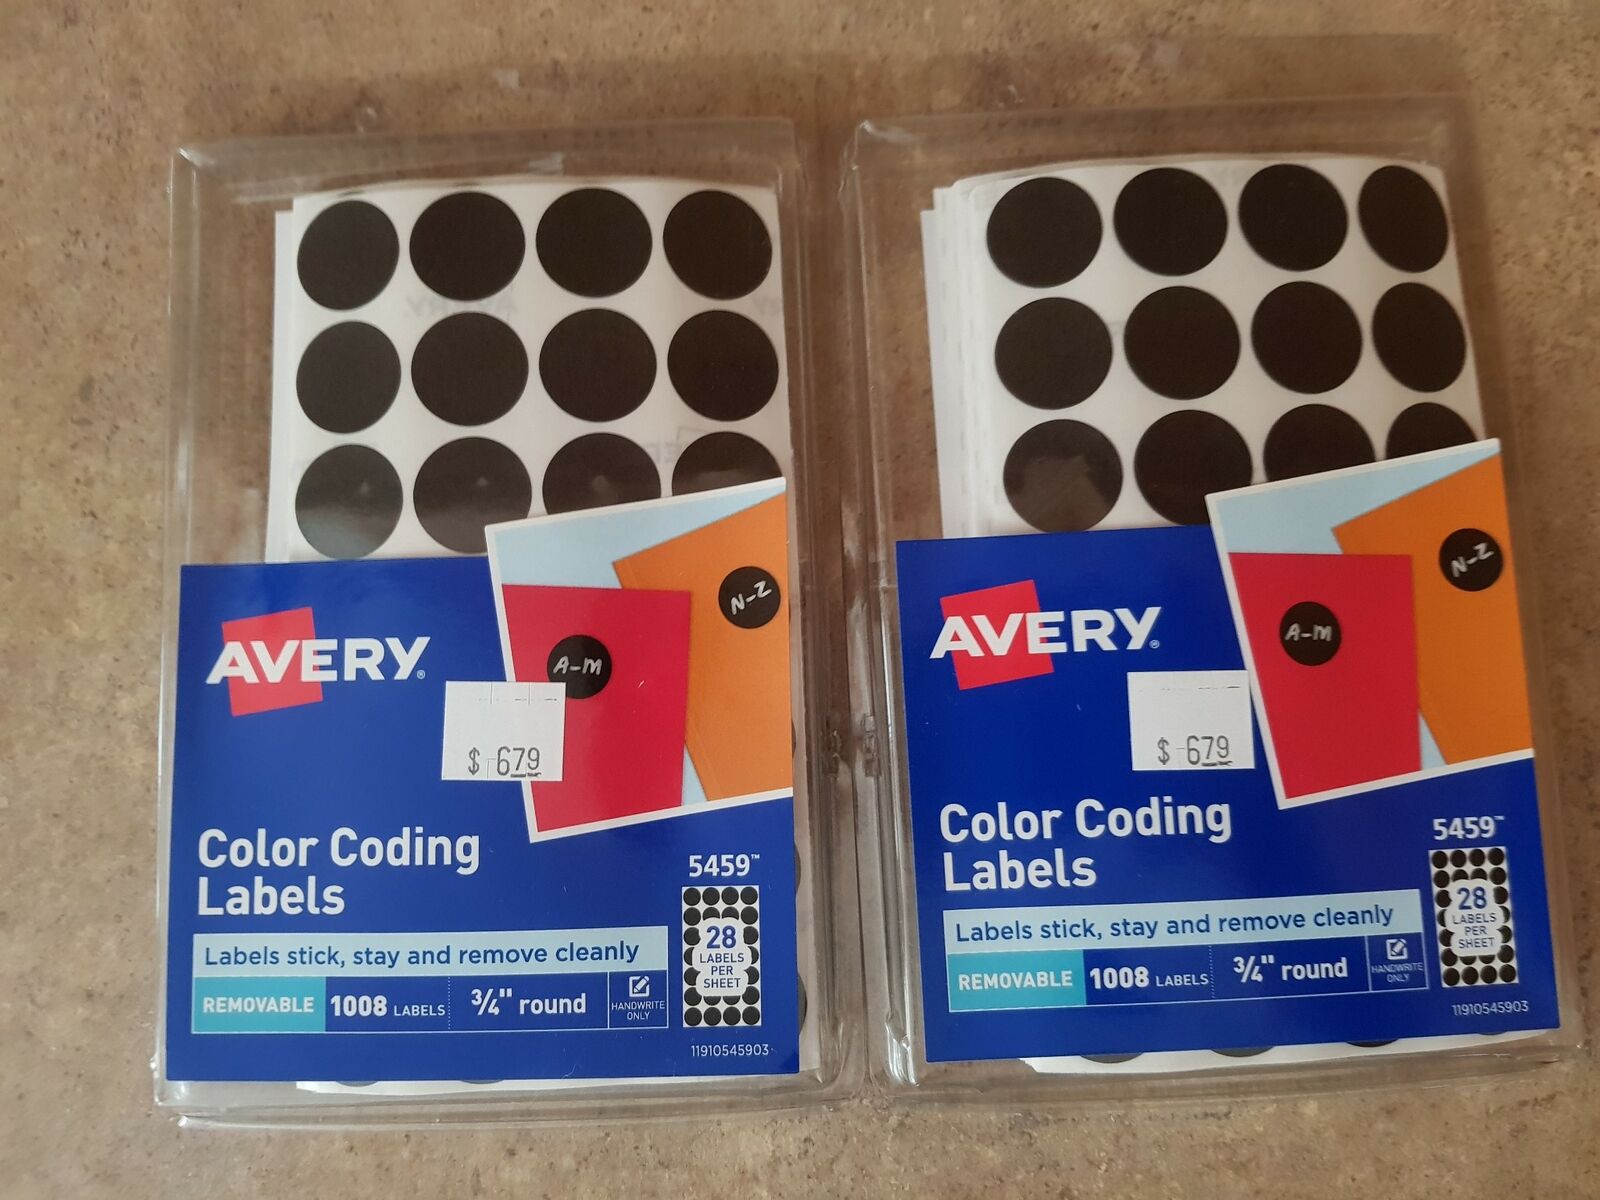 AVERY®
A-M
N-Z
$ 679
Color Coding
Labels
Labels stick, stay and remove cleanly
REMOVABLE
1008 LABELS
3/4" round
HANDWRITE
ONLY
5459™
28
LABELS
PER
SHEET
11910545903
AVERY®
A-M
N-Z
$ 679
Color Coding
Labels
Labels stick, stay and remove cleanly
REMOVABLE
1008 LABELS
3/4" round
HANDWRITE
ONLY
5459™
28
LABELS
PER
SHEET
11910545903